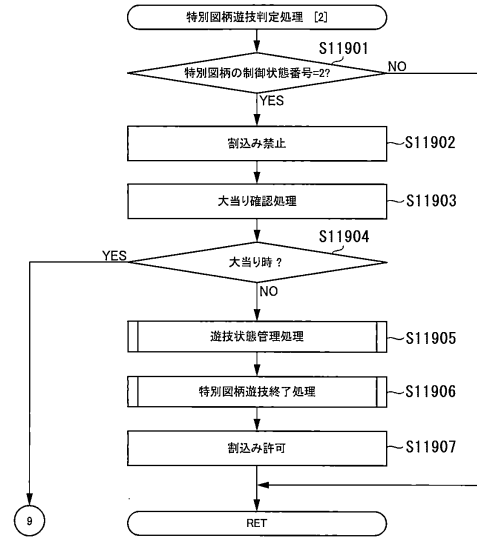 特別図柄遊技判定処理 [2]
S11901
特別図柄の制御状態番号=2?
NO
YES
割込み禁止
S11902
大当り確認処理
S11903
S11904
YES
大当り時?
NO
遊技状態管理処理
S11905
特別図柄遊技終了処理
S11906
割込み許可
S11907
9
RET